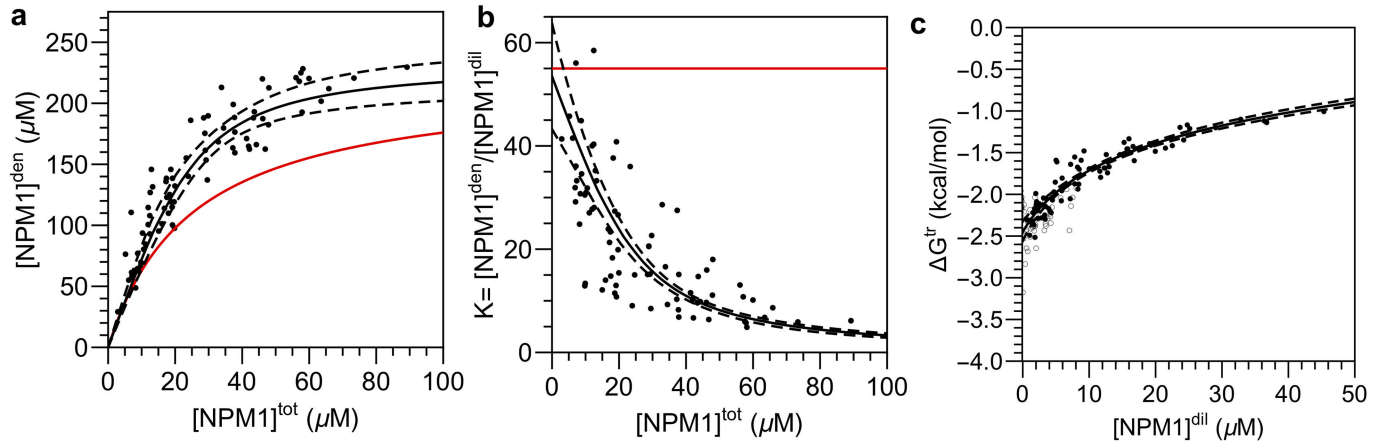 a
[NPM1]^den (µM)
250
200
150
100
50
0
0 20 40 60 80 100
[NPM1]^tot (µM)
b
K= [NPM1]^den/[NPM1]^dil
60
40
20
0
0 20 40 60 80 100
[NPM1]^tot (µM)
c
ΔG^tr (kcal/mol)
−0.0
−0.5
−1.0
−1.5
−2.0
−2.5
−3.0
−3.5
−4.0
0 10 20 30 40 50
[NPM1]^dil (µM)